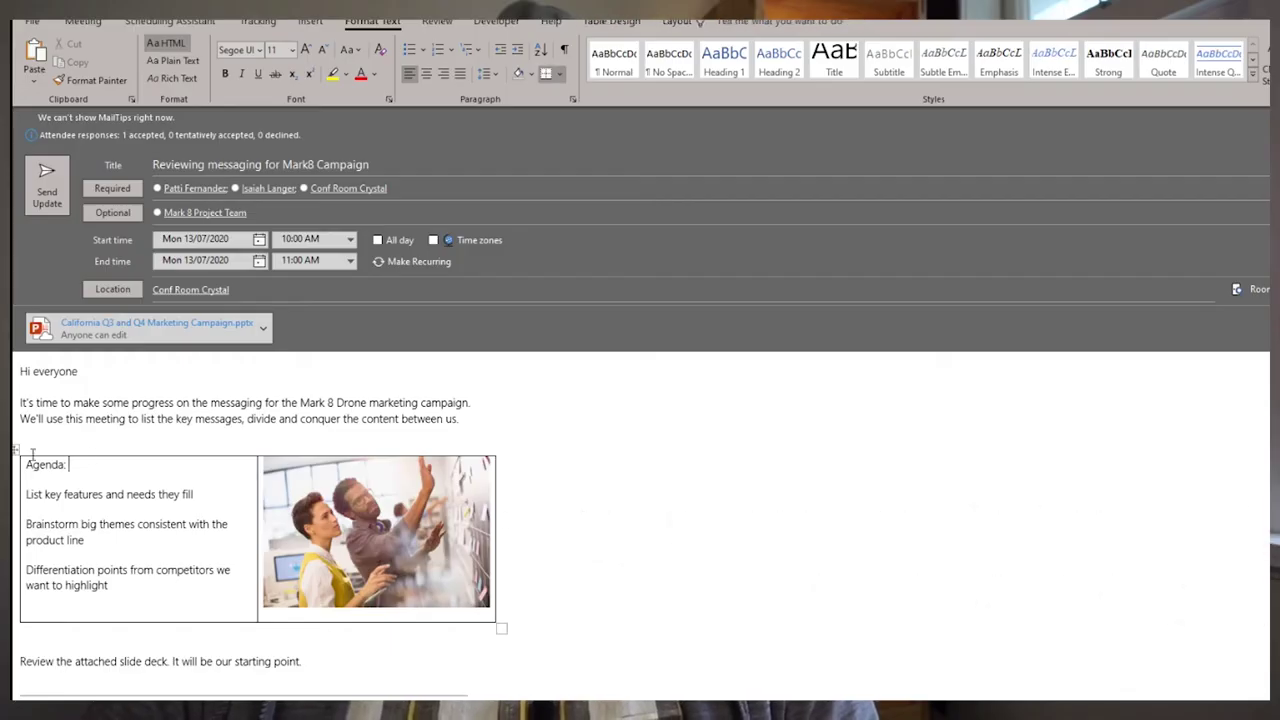 Messaging Scheduling Assistant Tracking Insert Format Text Review Developer Help Table Design Layout Tell me what you want to do
Cut
Copy
Paste
Format Painter
Clipboard
Aa HTML
Aa Plain Text
Aa Rich Text
Format
Segoe UI 11
Font
Paragraph
AaBbCcDc AaBbCcDc AaBbC AaBbCc AaBb AaBbCcD AaBbCcL AaBbCcL AaBbCcL AaBbCcI AaBbCcDc AaBbCcDc
¶ Normal ¶ No Spac... Heading 1 Heading 2 Title Subtitle Subtle Em... Emphasis Intense E... Strong Quote Intense Q...
Styles
We can't show MailTips right now.
Attendee responses: 1 accepted, 0 tentatively accepted, 0 declined.
Send Update
Title Reviewing messaging for Mark8 Campaign
Required Patti Fernandez; Isaiah Langer; Conf Room Crystal
Optional Mark 8 Project Team
Start time Mon 13/07/2020 10:00 AM All day Time zones
End time Mon 13/07/2020 11:00 AM Make Recurring
Location Conf Room Crystal
California Q3 and Q4 Marketing Campaign.pptx
Anyone can edit
Hi everyone
It's time to make some progress on the messaging for the Mark 8 Drone marketing campaign.
We'll use this meeting to list the key messages, divide and conquer the content between us.
Agenda:
List key features and needs they fill
Brainstorm big themes consistent with the
product line
Differentiation points from competitors we
want to highlight
Review the attached slide deck. It will be our starting point.